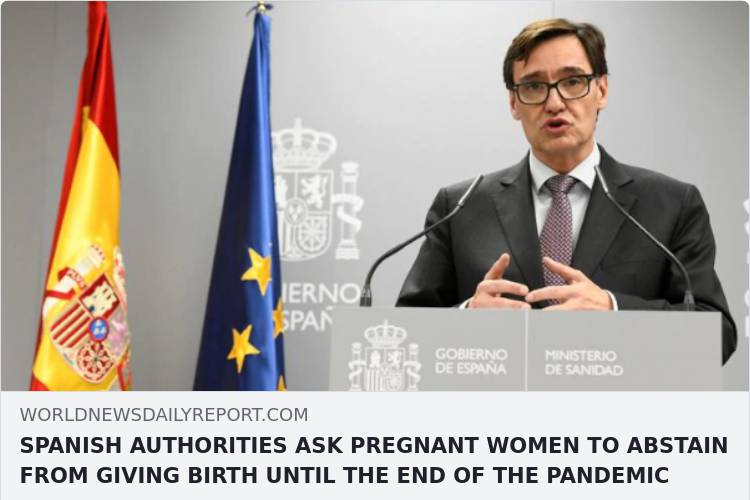 GOBIERNO
DE ESPAÑA
MINISTERIO
DE SANIDAD
WORLDNEWSDAILYREPORT.COM
SPANISH AUTHORITIES ASK PREGNANT WOMEN TO ABSTAIN
FROM GIVING BIRTH UNTIL THE END OF THE PANDEMIC